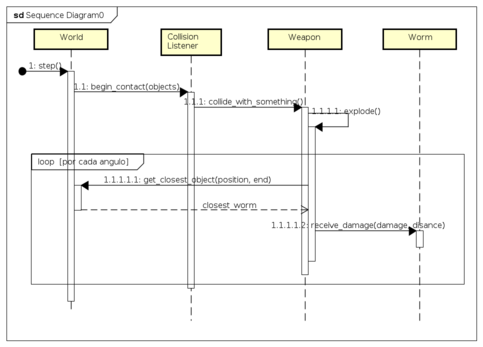 sd Sequence Diagram0
World
Collision
Listener
Weapon
Worm
1: step()
1.1: begin_contact(objects)
1.1.1: collide_with_something()
1.1.1.1: explode()
loop [por cada angulo]
1.1.1.1.1: get_closest_object(position, end)
closest_worm
1.1.1.1.2: receive_damage(damage, disance)